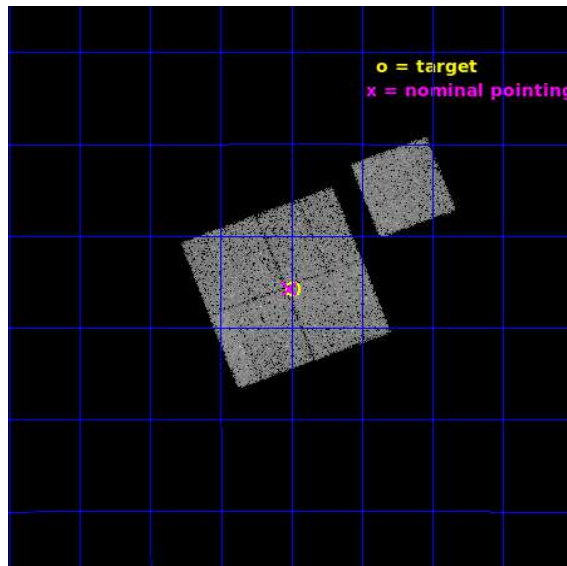 o = target
x = nominal pointing